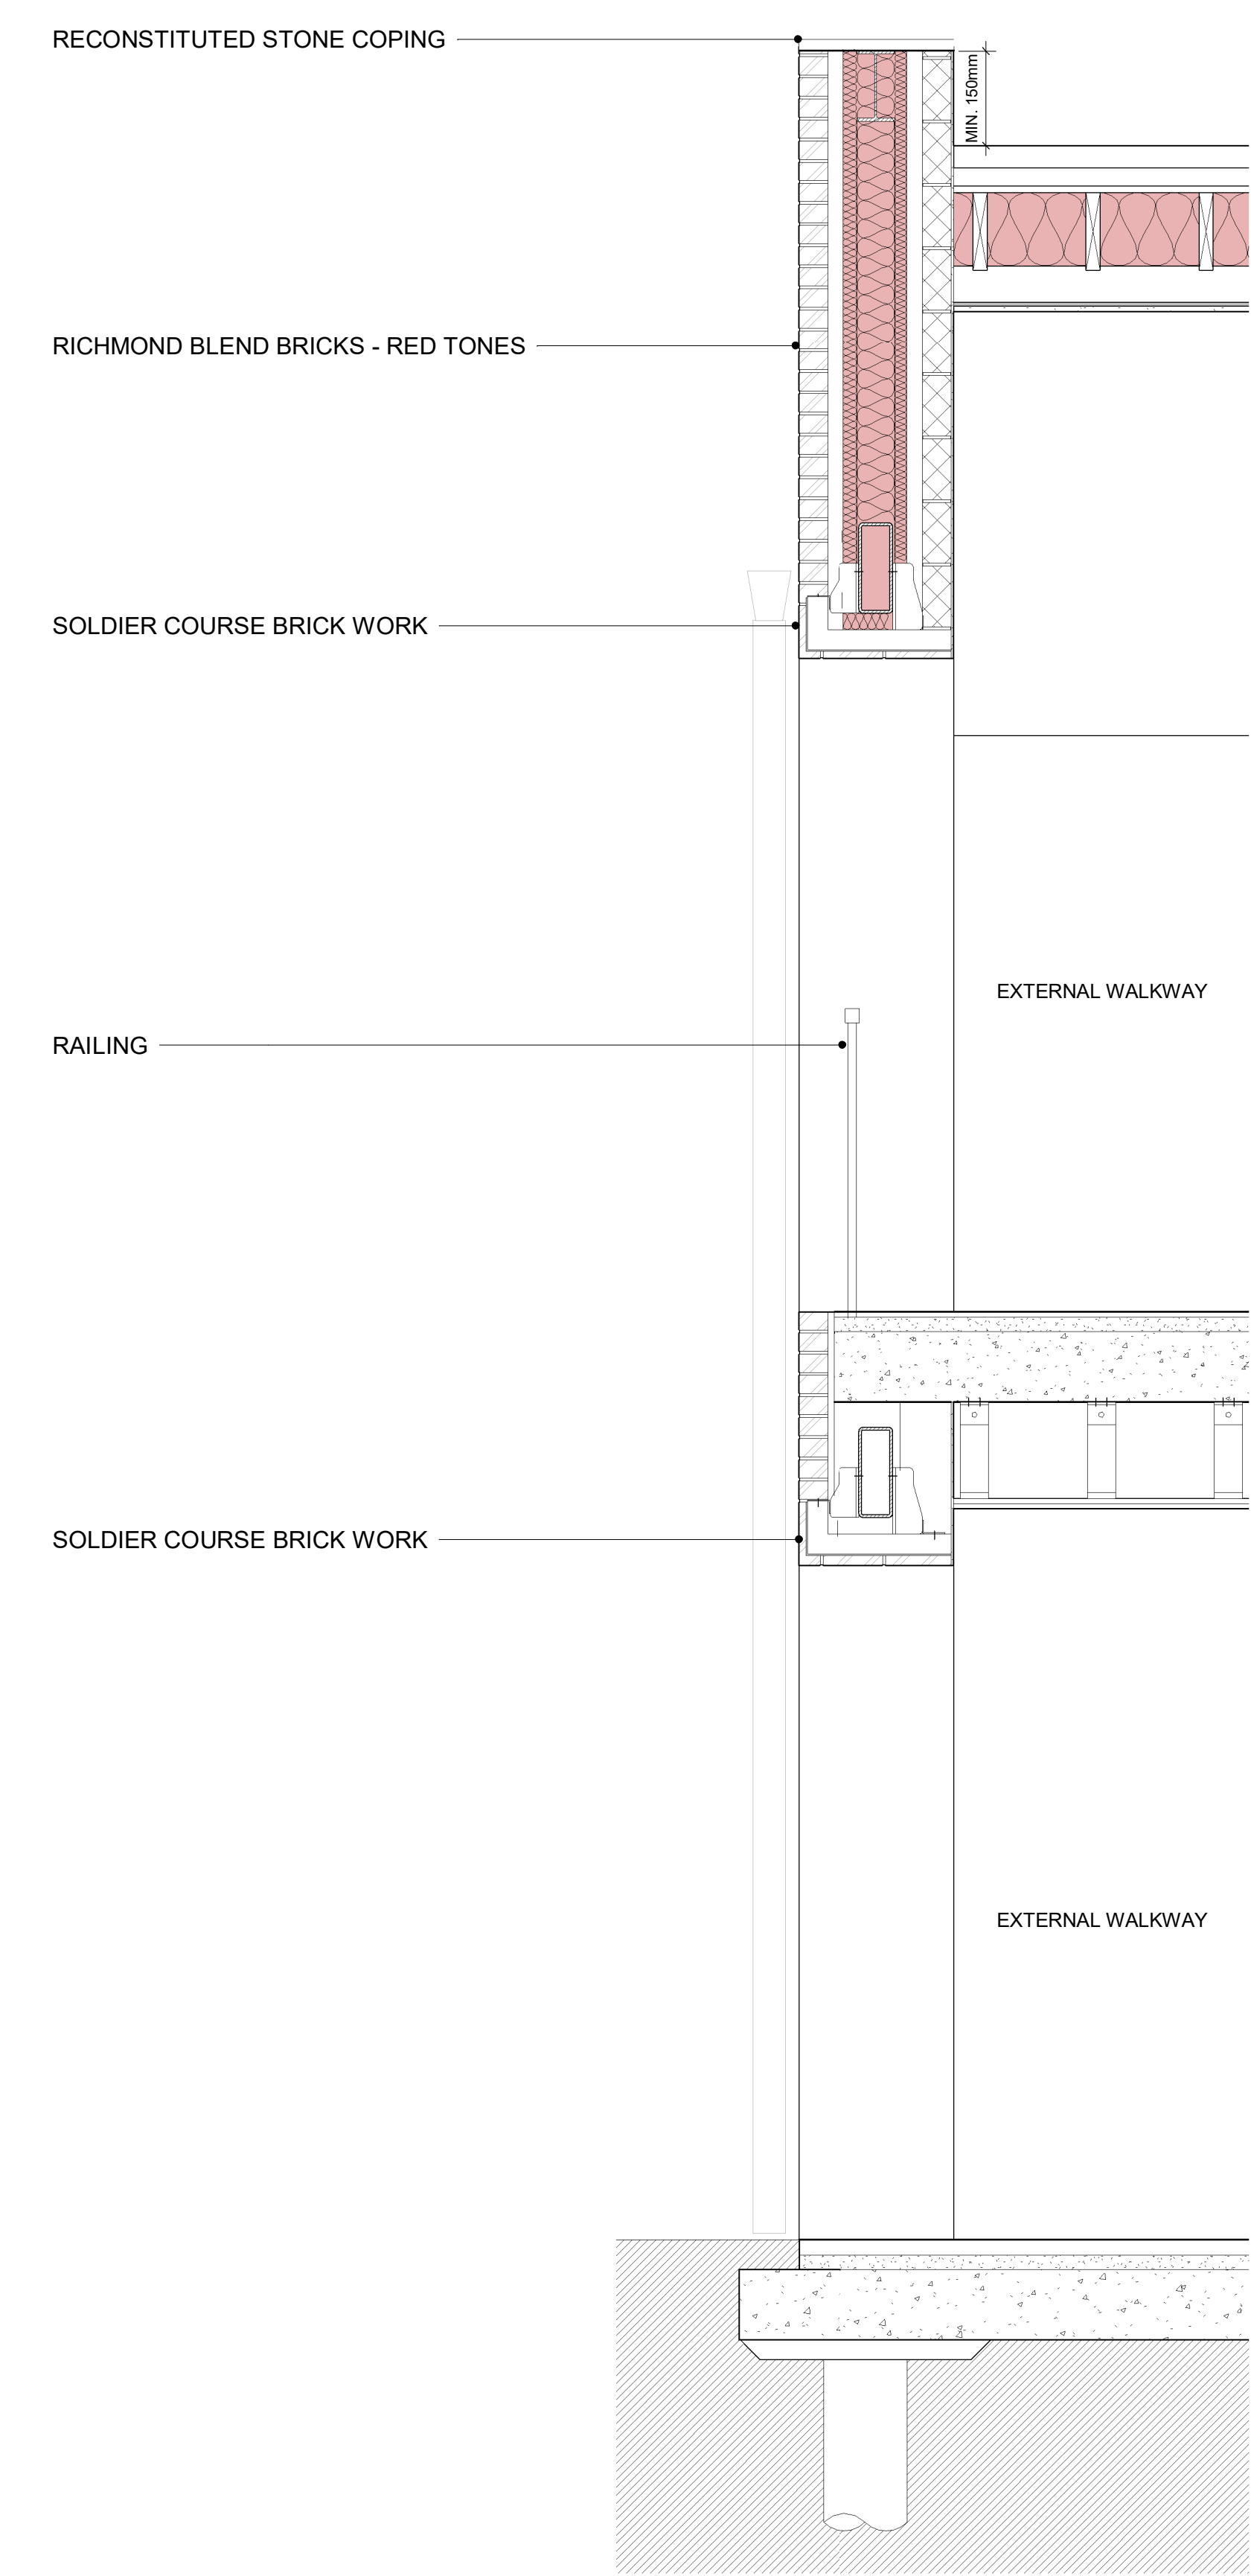 RECONSTITUTED STONE COPING
MIN. 150mm
RICHMOND BLEND BRICKS - RED TONES
SOLDIER COURSE BRICK WORK
EXTERNAL WALKWAY
RAILING
SOLDIER COURSE BRICK WORK
EXTERNAL WALKWAY